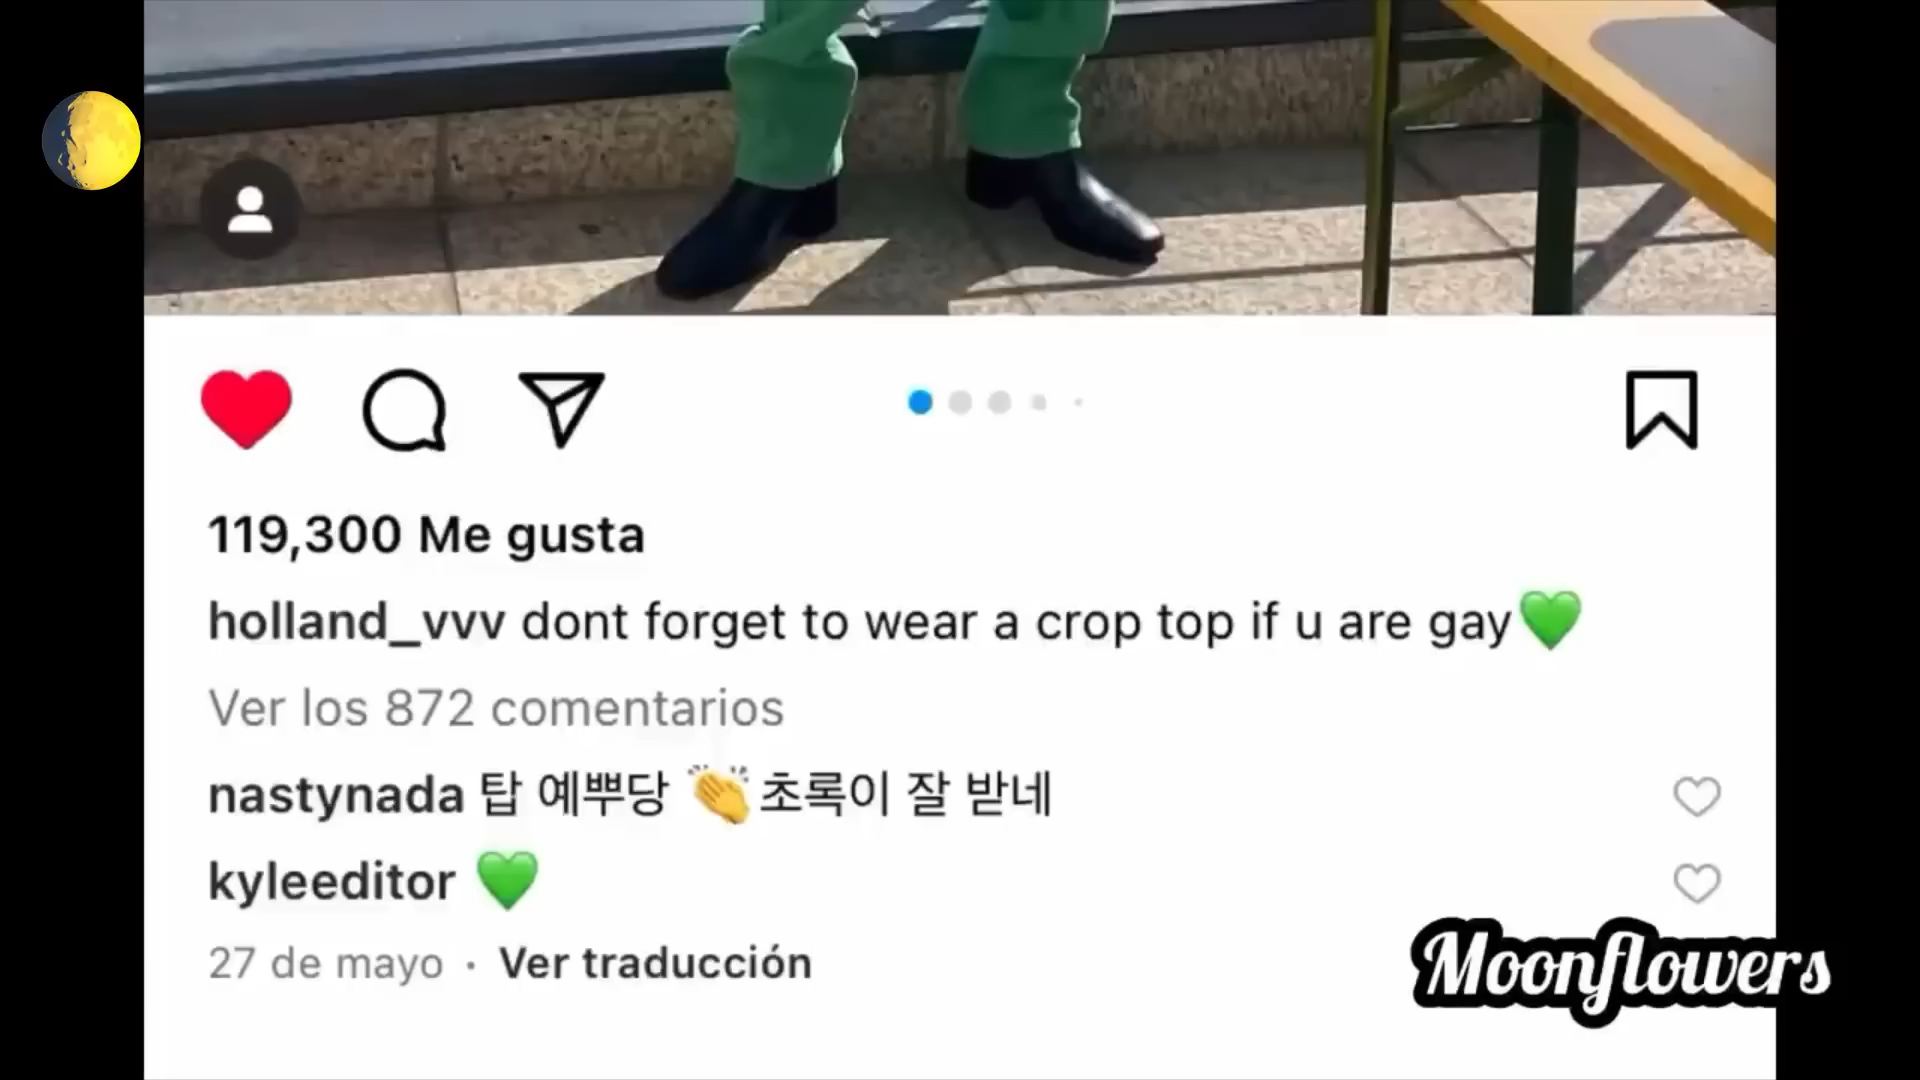 119,300 Me gusta
holland_vvv dont forget to wear a crop top if u are gay💚
Ver los 872 comentarios
nastynada 탑 예뿌당 👏 초록이 잘 받네
kyleeditor 💚
27 de mayo · Ver traducción
Moonflowers